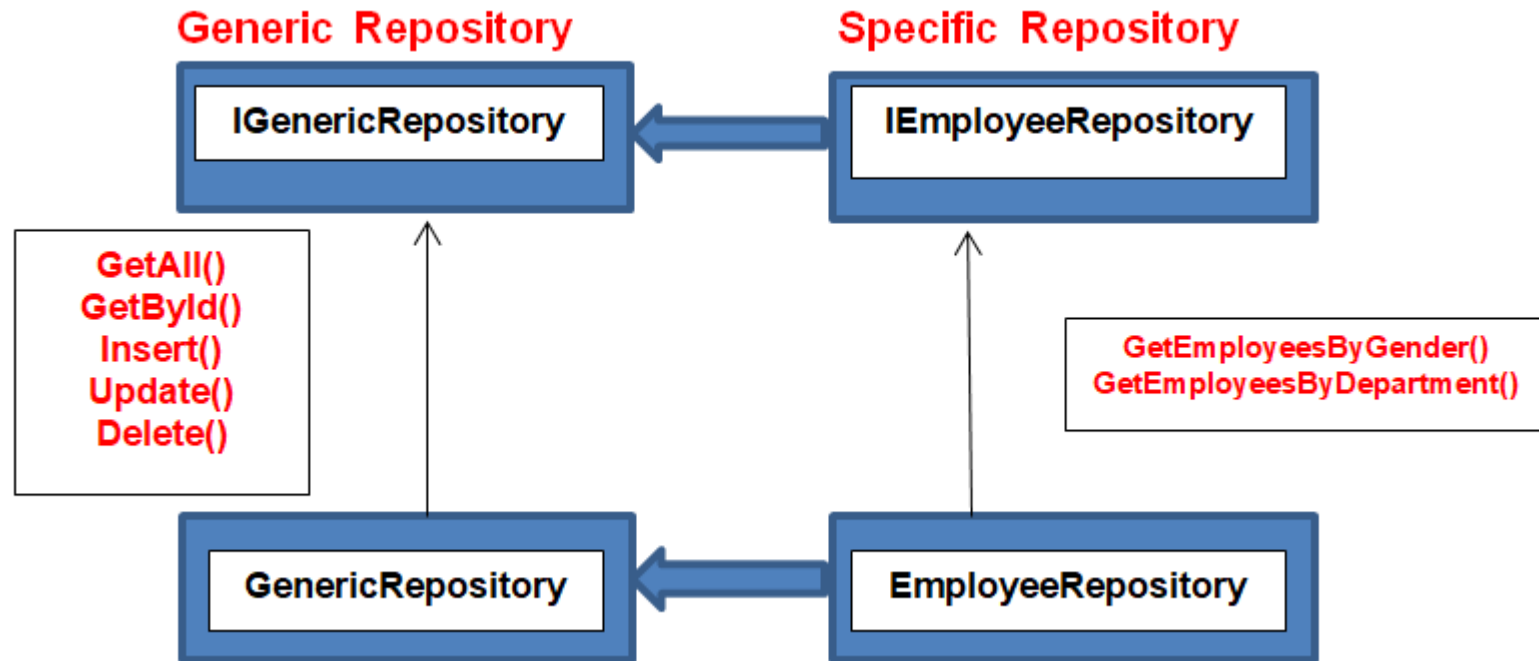 Generic Repository
Specific Repository
IGenericRepository
IEmployeeRepository
GetAll()
GetById()
Insert()
Update()
Delete()
GetEmployeesByGender()
GetEmployeesByDepartment()
GenericRepository
EmployeeRepository